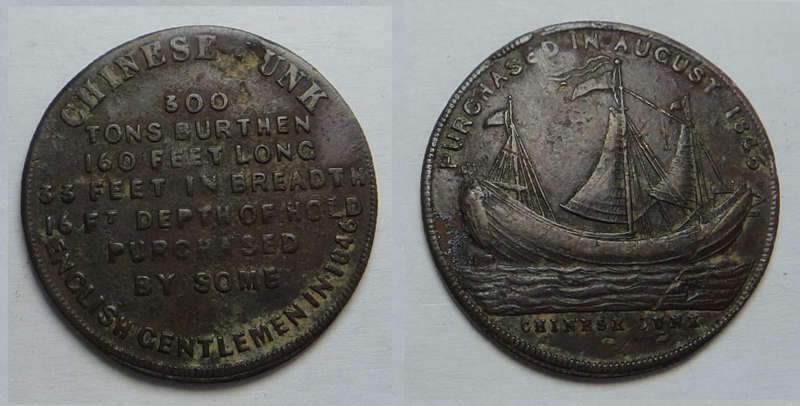 CHINESE UNK
300
TONS BURTHEN
160 FEET LONG
33 FEET IN BREADTH
16 FT DEPTH OF HOLD
PURCHASED
BY SOME
ENGLISH GENTLEMEN IN 1846
PURCHASED IN AUGUST 1846
CHINESE JUNK